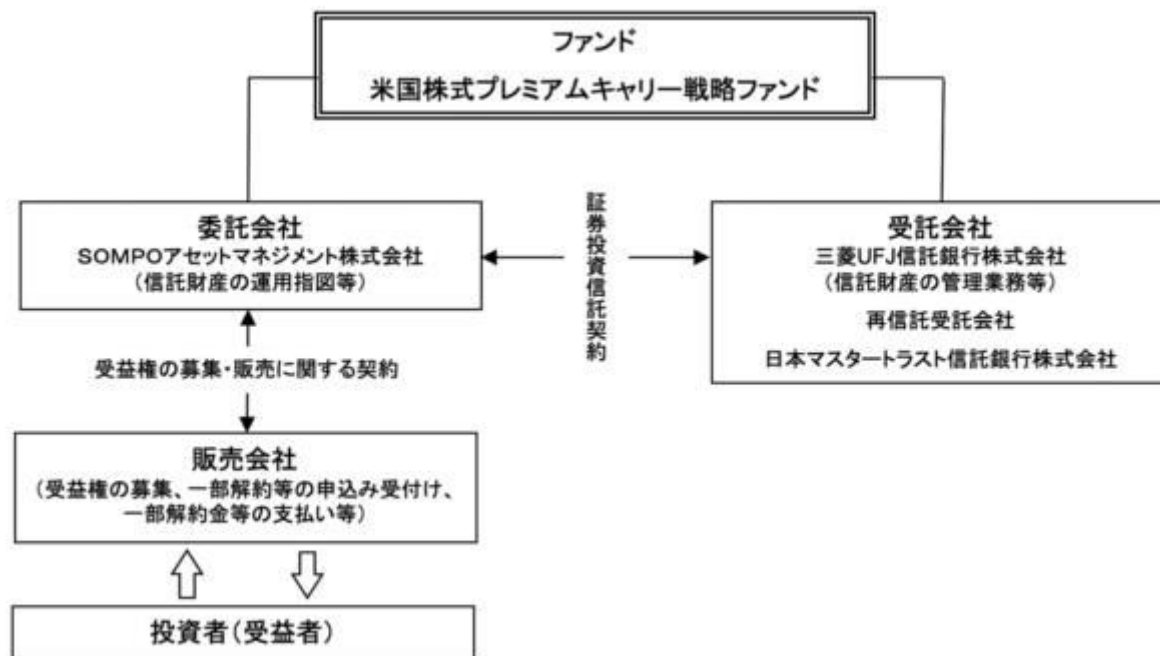 ファンド
米国株式プレミアムキャリー戦略ファンド
委託会社
SOMPOアセットマネジメント株式会社
(信託財産の運用指図等)
証券投資信託契約
受託会社
三菱UFJ信託銀行株式会社
(信託財産の管理業務等)
再信託受託会社
日本マスタートラスト信託銀行株式会社
受益権の募集・販売に関する契約
販売会社
(受益権の募集、一部解約等の申込み受付け、
一部解約金等の支払い等)
投資者(受益者)